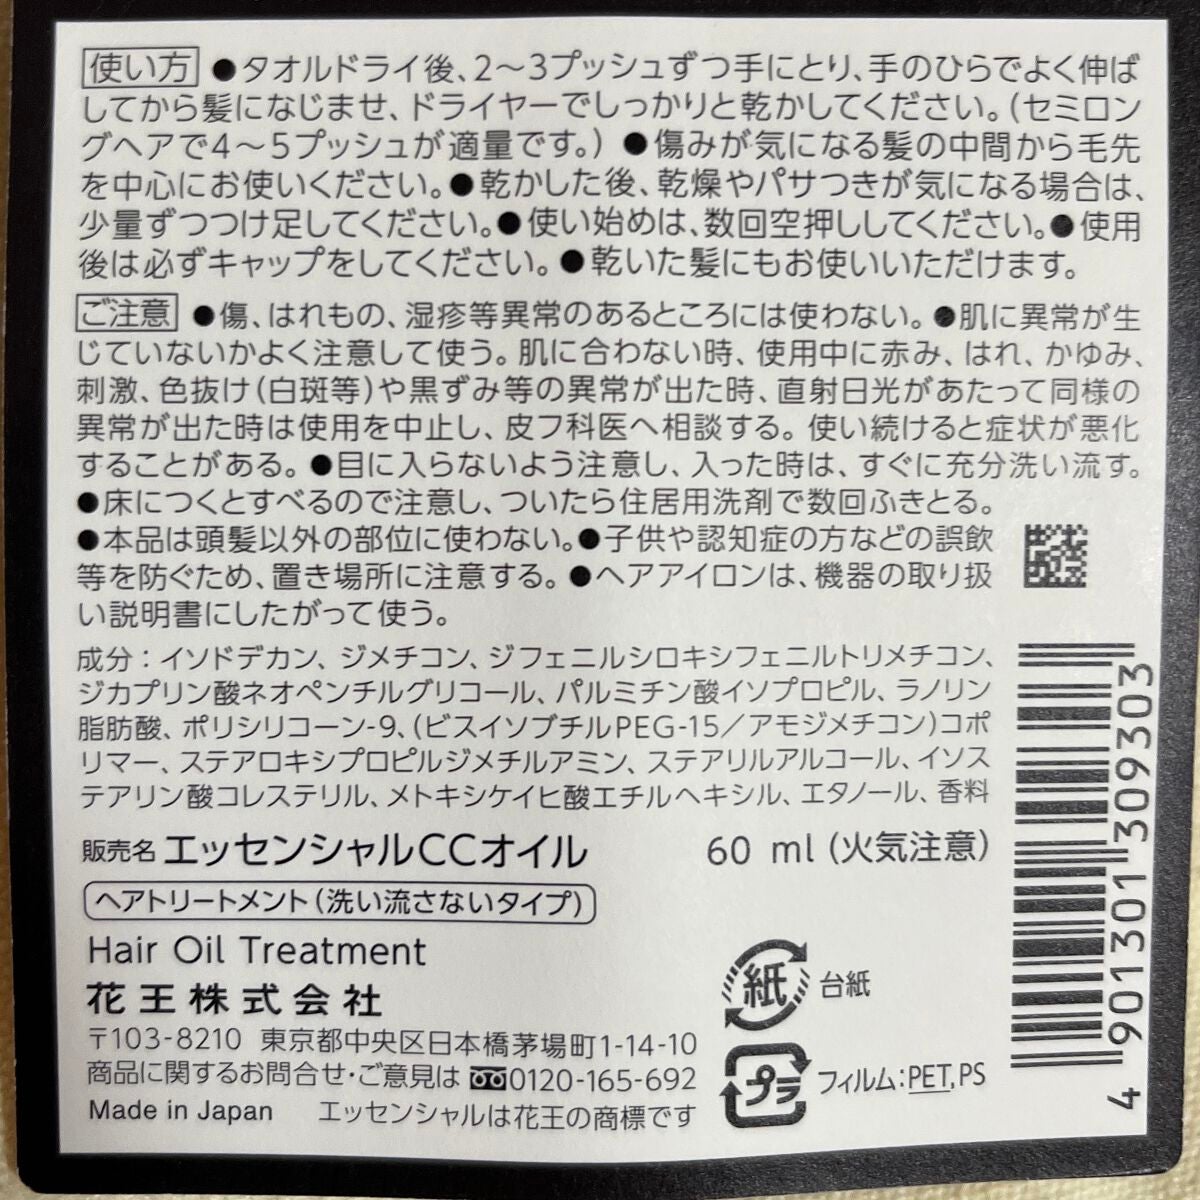 使い方 ●タオルドライ後、2～3プッシュずつ手にとり、手のひらでよく伸ば
してから髪になじませ、ドライヤーでしっかりと乾かしてください。(セミロン
グヘアで4～5プッシュが適量です。) ●傷みが気になる髪の中間から毛先
を中心にお使いください。●乾かした後、乾燥やパサつきが気になる場合は、
少量ずつつけ足してください。●使い始めは、数回空押ししてください。●使用
後は必ずキャップをしてください。●乾いた髪にもお使いいただけます。
ご注意 ●傷、はれもの、湿疹等異常のあるところには使わない。●肌に異常が生
じていないかよく注意して使う。肌に合わない時、使用中に赤み、はれ、かゆみ、
刺激、色抜け(白斑等)や黒ずみ等の異常が出た時、直射日光があたって同様の
異常が出た時は使用を中止し、皮フ科医へ相談する。使い続けると症状が悪化
することがある。●目に入らないよう注意し、入った時は、すぐに充分洗い流す。
●床につくとすべるので注意し、ついたら住居用洗剤で数回ふきとる。
●本品は頭髪以外の部位に使わない。●子供や認知症の方などの誤飲
等を防ぐため、置き場所に注意する。●ヘアアイロンは、機器の取り扱
い説明書にしたがって使う。
成分：イソドデカン、ジメチコン、ジフェニルシロキシフェニルトリメチコン、
ジカプリン酸ネオペンチルグリコール、パルミチン酸イソプロピル、ラノリン
脂肪酸、ポリシリコーン-9、(ビスイソブチルPEG-15／アモジメチコン)コポ
リマー、ステアロキシプロピルジメチルアミン、ステアリルアルコール、イソス
テアリン酸コレステリル、メトキシケイヒ酸エチルヘキシル、エタノール、香料
販売名 エッセンシャルCCオイル 60 ml (火気注意)
ヘアトリートメント(洗い流さないタイプ)
Hair Oil Treatment
花王株式会社
〒103-8210 東京都中央区日本橋茅場町1-14-10
商品に関するお問合せ・ご意見は 0120-165-692
Made in Japan エッセンシャルは花王の商標です
紙 台紙
プラ フィルム：PET, PS
4 901301 309303